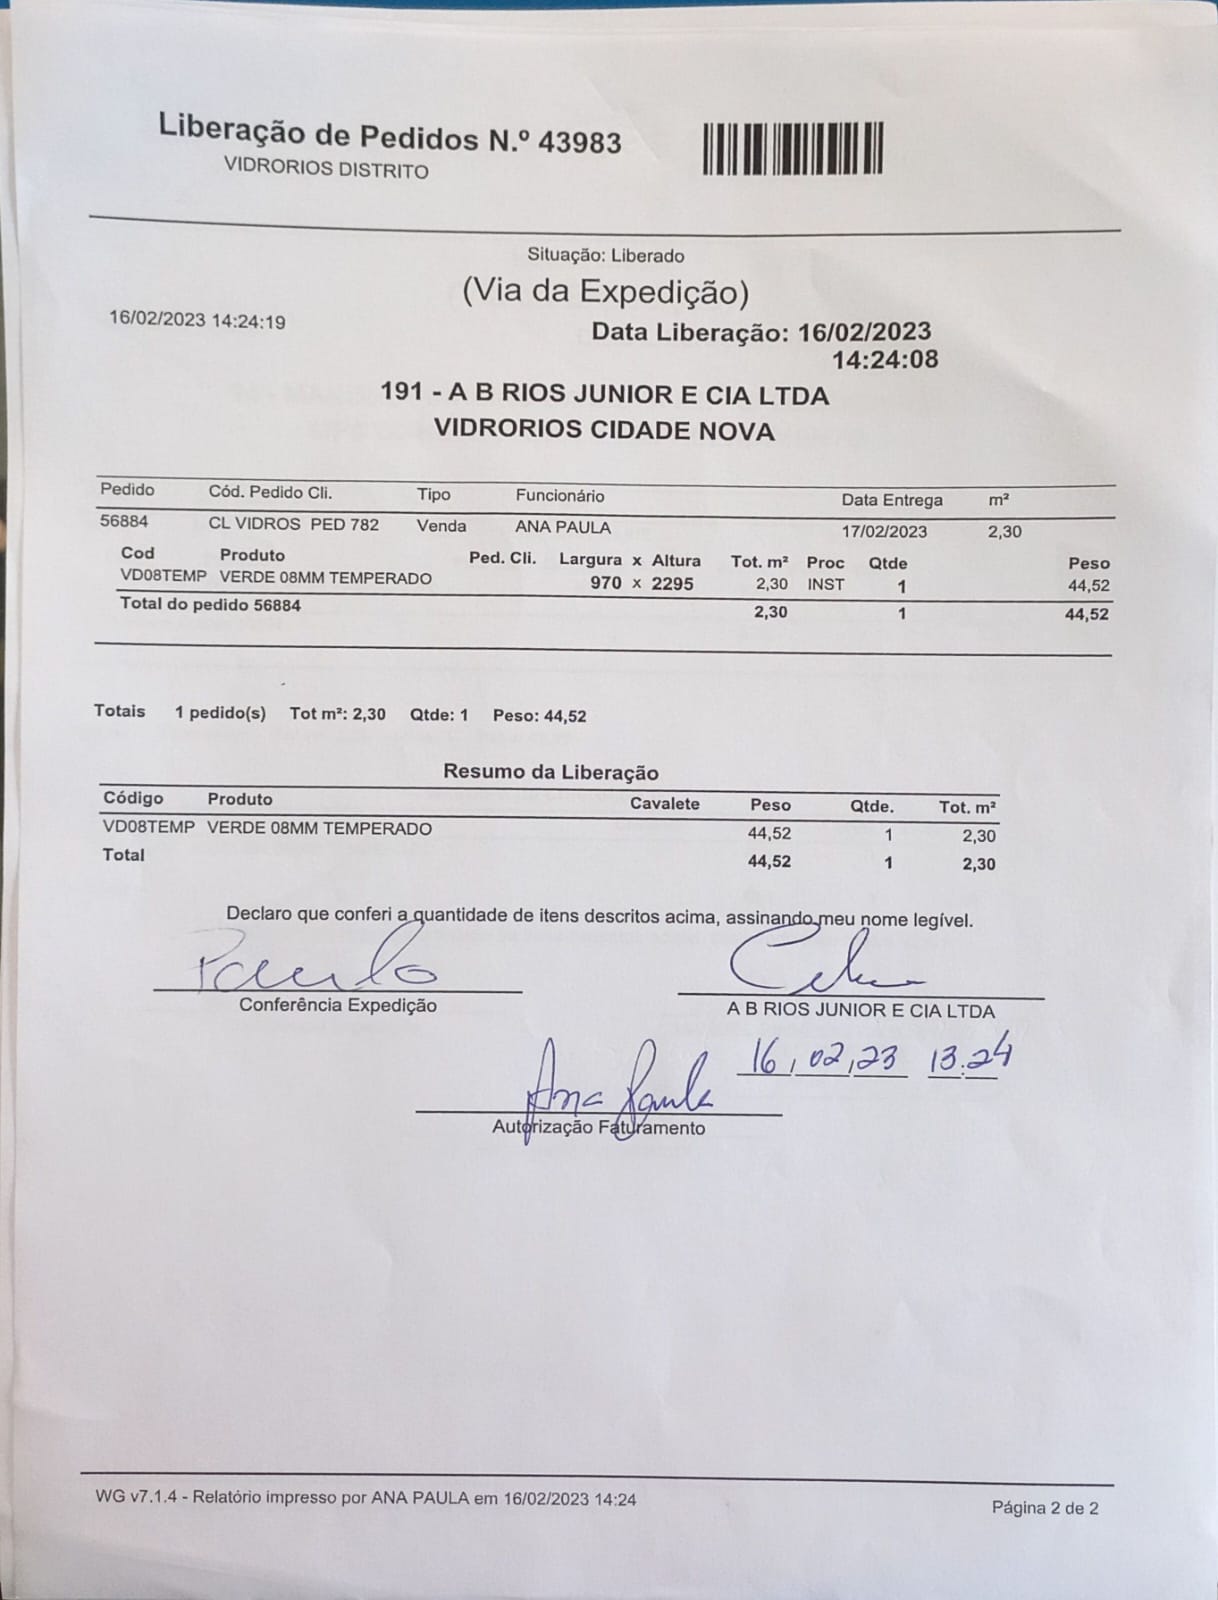 Liberação de Pedidos N.º 43983
VIDRORIOS DISTRITO
Situação: Liberado
(Via da Expedição)
16/02/2023 14:24:19
Data Liberação: 16/02/2023
14:24:08
191 - A B RIOS JUNIOR E CIA LTDA
VIDRORIOS CIDADE NOVA
Pedido Cód. Pedido Cli. Tipo Funcionário Data Entrega m²
56884 CL VIDROS PED 782 Venda ANA PAULA 17/02/2023 2,30
Cod Produto Ped. Cli. Largura x Altura Tot. m² Proc Qtde Peso
VD08TEMP VERDE 08MM TEMPERADO 970 x 2295 2,30 INST 1 44,52
Total do pedido 56884 2,30 1 44,52
Totais 1 pedido(s) Tot m²: 2,30 Qtde: 1 Peso: 44,52
Resumo da Liberação
Código Produto Cavalete Peso Qtde. Tot. m²
VD08TEMP VERDE 08MM TEMPERADO 44,52 1 2,30
Total 44,52 1 2,30
Declaro que conferi a quantidade de itens descritos acima, assinando meu nome legível.
Paulo
Conferência Expedição A B RIOS JUNIOR E CIA LTDA
16,02,23 13:24
Ana Paula
Autorização Faturamento
WG v7.1.4 - Relatório impresso por ANA PAULA em 16/02/2023 14:24
Página 2 de 2